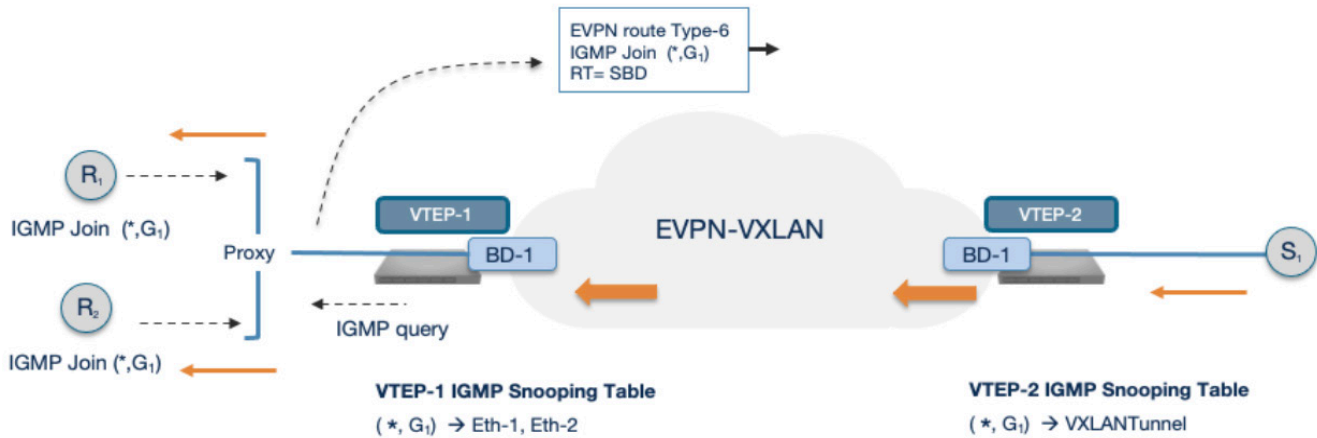 EVPN route Type-6
IGMP Join (*,G₁)
RT= SBD
R₁
IGMP Join (*,G₁)
Proxy
R₂
IGMP Join (*,G₁)
VTEP-1
BD-1
IGMP query
EVPN-VXLAN
VTEP-2
BD-1
S₁
VTEP-1 IGMP Snooping Table
( *, G₁) → Eth-1, Eth-2
VTEP-2 IGMP Snooping Table
( *, G₁) → VXLANTunnel